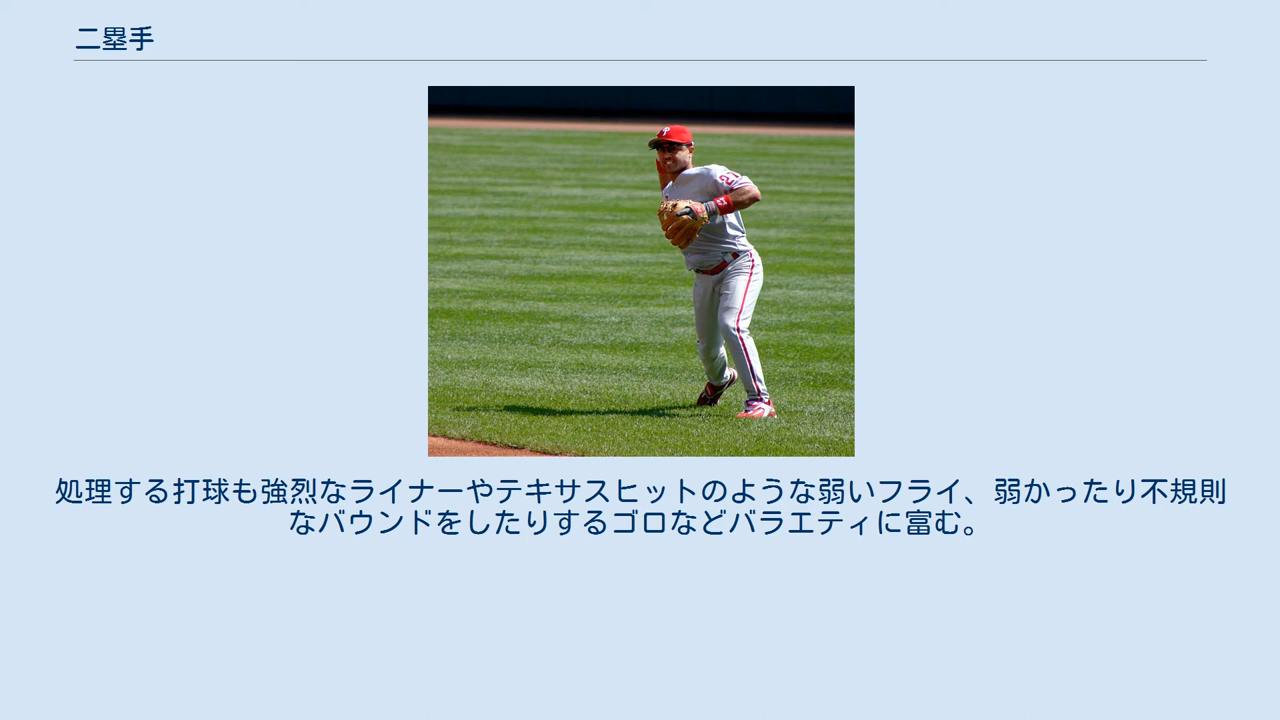 二塁手
P
27
処理する打球も強烈なライナーやテキサスヒットのような弱いフライ、弱かったり不規則
なバウンドをしたりするゴロなどバラエティに富む。